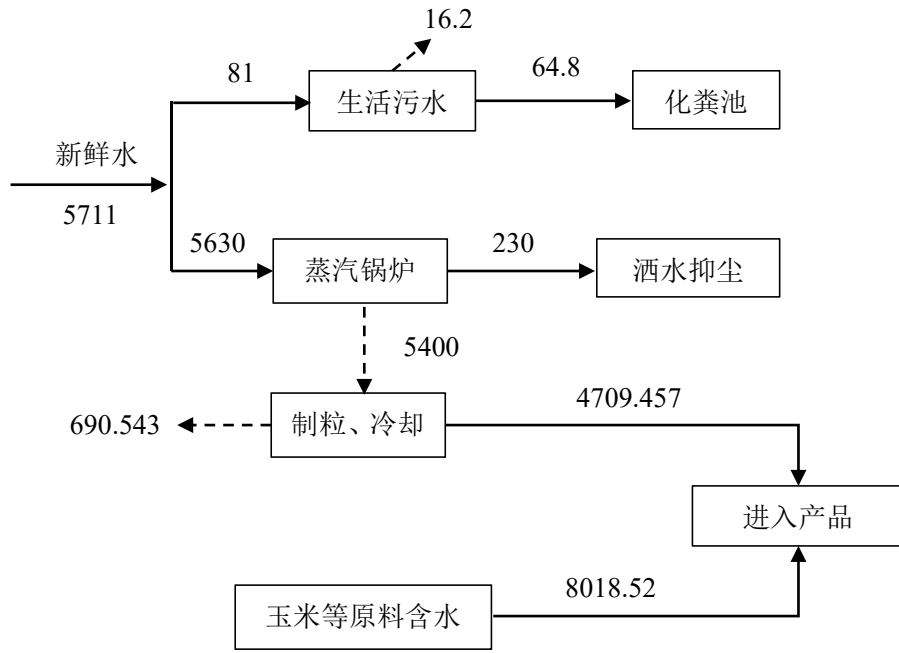 16.2
81
64.8
生活污水
化粪池
新鲜水
5711
5630
230
蒸汽锅炉
洒水抑尘
5400
4709.457
690.543
制粒、冷却
进入产品
8018.52
玉米等原料含水